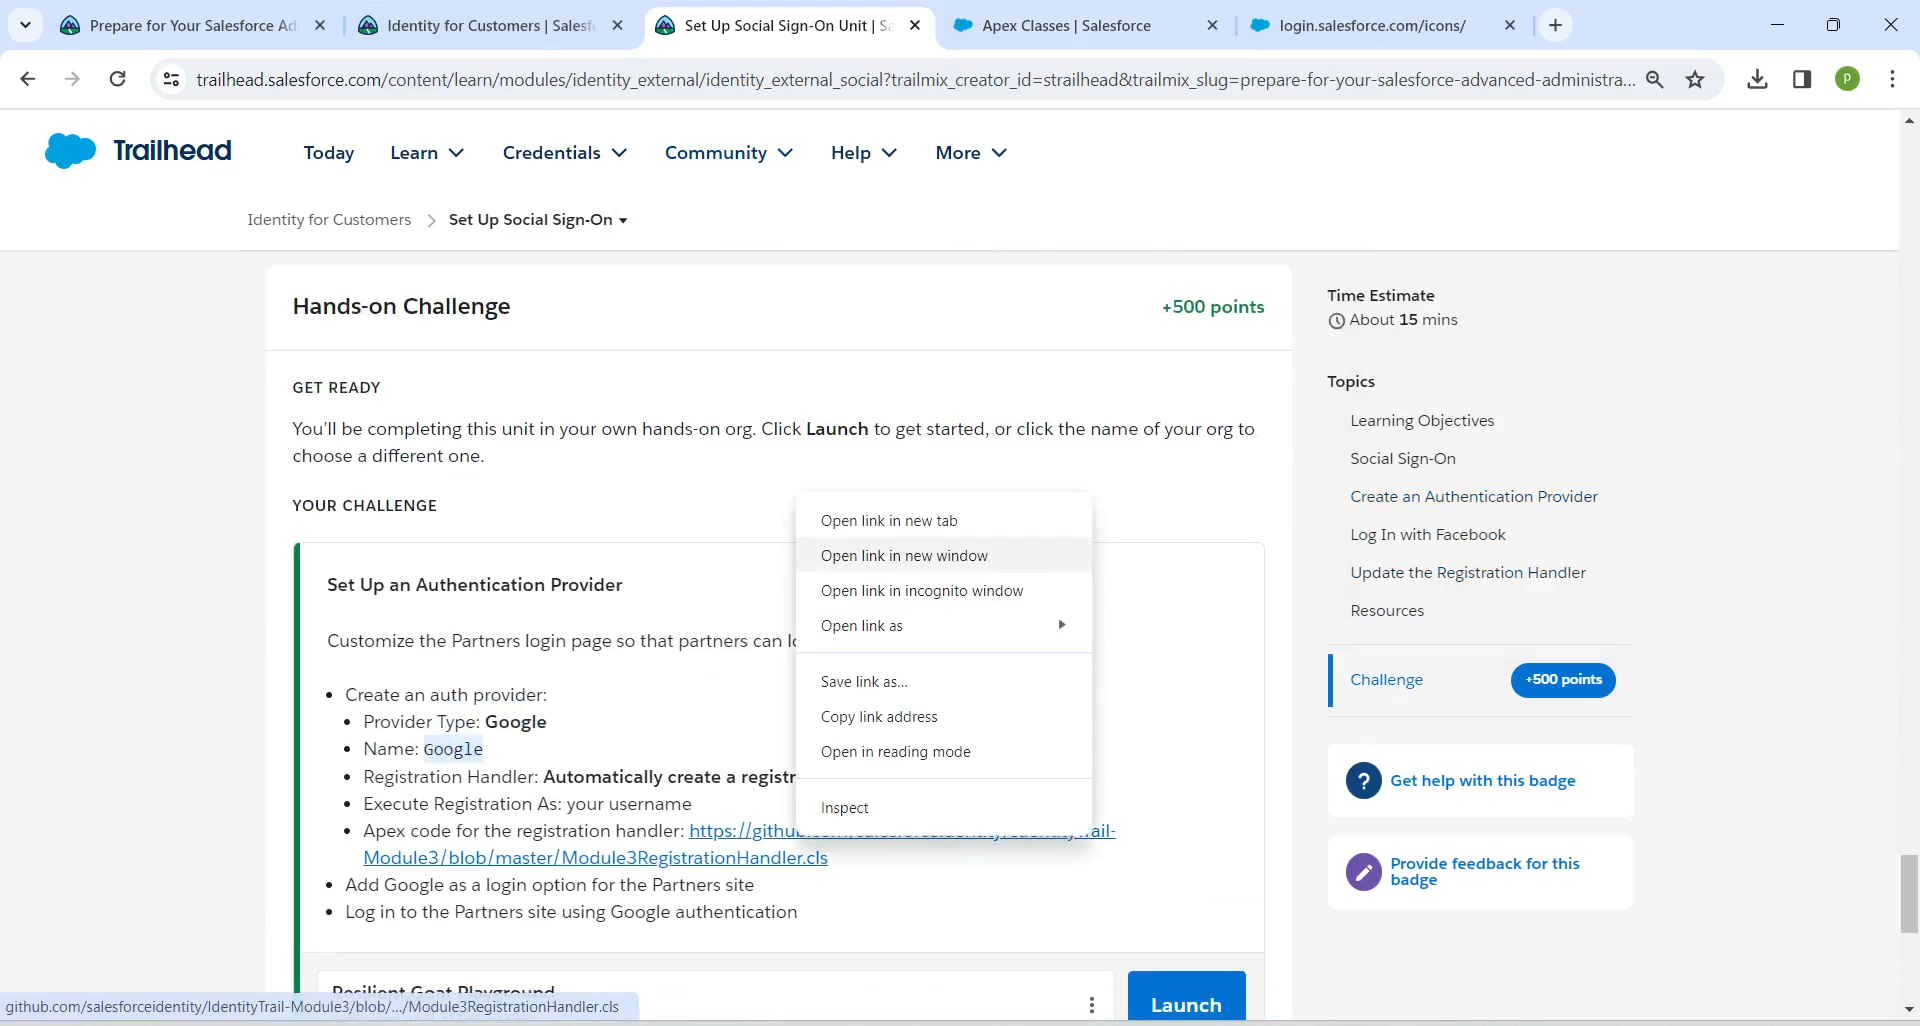 Prepare for Your Salesforce Ad
Identity for Customers | Salesf
Set Up Social Sign-On Unit | Sa
Apex Classes | Salesforce
login.salesforce.com/icons/
trailhead.salesforce.com/content/learn/modules/identity_external/identity_external_social?trailmix_creator_id=strailhead&trailmix_slug=prepare-for-your-salesforce-advanced-administra...
P
Trailhead
Today
Learn
Credentials
Community
Help
More
Identity for Customers
Set Up Social Sign-On
Hands-on Challenge
+500 points
GET READY
You'll be completing this unit in your own hands-on org. Click Launch to get started, or click the name of your org to
choose a different one.
YOUR CHALLENGE
Set Up an Authentication Provider
Customize the Partners login page so that partners can
• Create an auth provider:
• Provider Type: Google
• Name: Google
• Registration Handler: Automatically create a registr
• Execute Registration As: your username
• Apex code for the registration handler: https://github.com/salesforceidentity/IdentityTrail-
Module3/blob/master/Module3RegistrationHandler.cls
• Add Google as a login option for the Partners site
• Log in to the Partners site using Google authentication
Resilient Goat Playground
Launch
Open link in new tab
Open link in new window
Open link in incognito window
Open link as
Save link as...
Copy link address
Open in reading mode
Inspect
Time Estimate
About 15 mins
Topics
Learning Objectives
Social Sign-On
Create an Authentication Provider
Log In with Facebook
Update the Registration Handler
Resources
Challenge
+500 points
? Get help with this badge
Provide feedback for this
badge
github.com/salesforceidentity/IdentityTrail-Module3/blob/.../Module3RegistrationHandler.cls